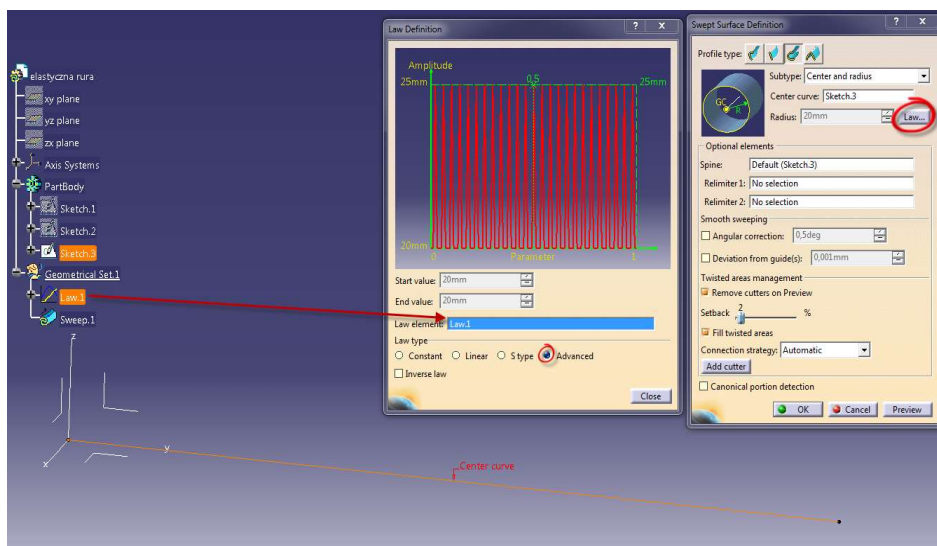 elastyczna rura
xy plane
yz plane
zx plane
Axis Systems
PartBody
Sketch.1
Sketch.2
Sketch.3
Geometrical Set.1
Law.1
Sweep.1
z
x
y
Center curve
Law Definition
? X
Amplitude
25mm 0,5 25mm
20mm
0 Parameter 1
Start value: 20mm
End value: 20mm
Law element: Law.1
Law type
Constant Linear S type Advanced
Inverse law
Close
Swept Surface Definition
? X
Profile type:
Subtype: Center and radius
GC R
Center curve: Sketch.3
Radius: 20mm Law...
Optional elements
Spine: Default (Sketch.3)
Relimiter 1: No selection
Relimiter 2: No selection
Smooth sweeping
Angular correction: 0,5deg
Deviation from guide(s): 0,001mm
Twisted areas management
Remove cutters on Preview
Setback 2 %
Fill twisted areas
Connection strategy: Automatic
Add cutter
Canonical portion detection
OK Cancel Preview